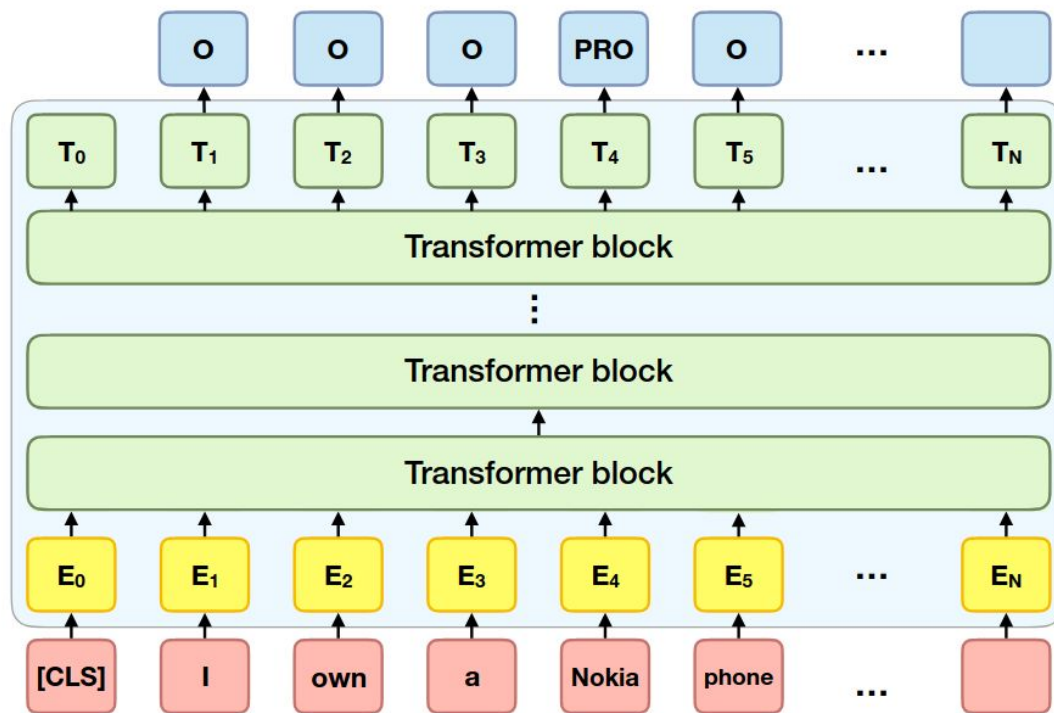 O O O PRO O ...
T₀ T₁ T₂ T₃ T₄ T₅ ... Tₙ
Transformer block
⋮
Transformer block
Transformer block
E₀ E₁ E₂ E₃ E₄ E₅ ... Eₙ
[CLS] I own a Nokia phone ...